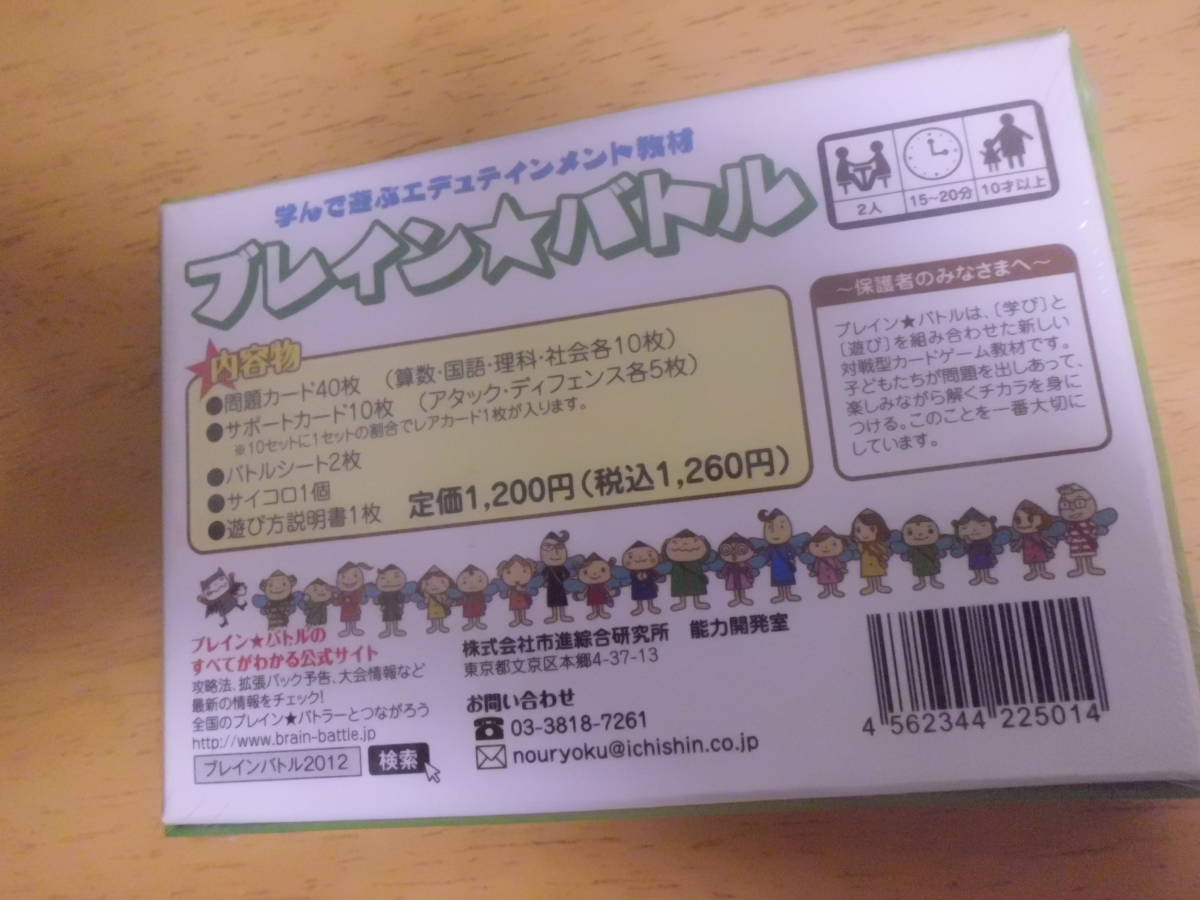 学んで遊ぶエデュテインメント教材
ブレイン★バトル
2人
15~20分
10才以上
内容物
●問題カード40枚 (算数・国語・理科・社会各10枚)
●サポートカード10枚 (アタック・ディフェンス各5枚)
※10セットに1セットの割合でレアカード1枚が入ります。
●バトルシート2枚
●サイコロ1個
●遊び方説明書1枚
定価1,200円(税込1,260円)
~保護者のみなさまへ~
ブレイン★バトルは、[学び]と
[遊び]を組み合わせた新しい
対戦型カードゲーム教材です。
子どもたちが問題を出しあって、
楽しみながら解くチカラを身に
つける。このことを一番大切に
しています。
ブレイン★バトルの
すべてがわかる公式サイト
攻略法、拡張パック予告、大会情報など
最新の情報をチェック!
全国のブレイン★バトラーとつながろう
http://www.brain-battle.jp
ブレインバトル2012 検索
株式会社市進綜合研究所 能力開発室
東京都文京区本郷4-37-13
お問い合わせ
03-3818-7261
nouryoku@ichishin.co.jp
4 562344 225014